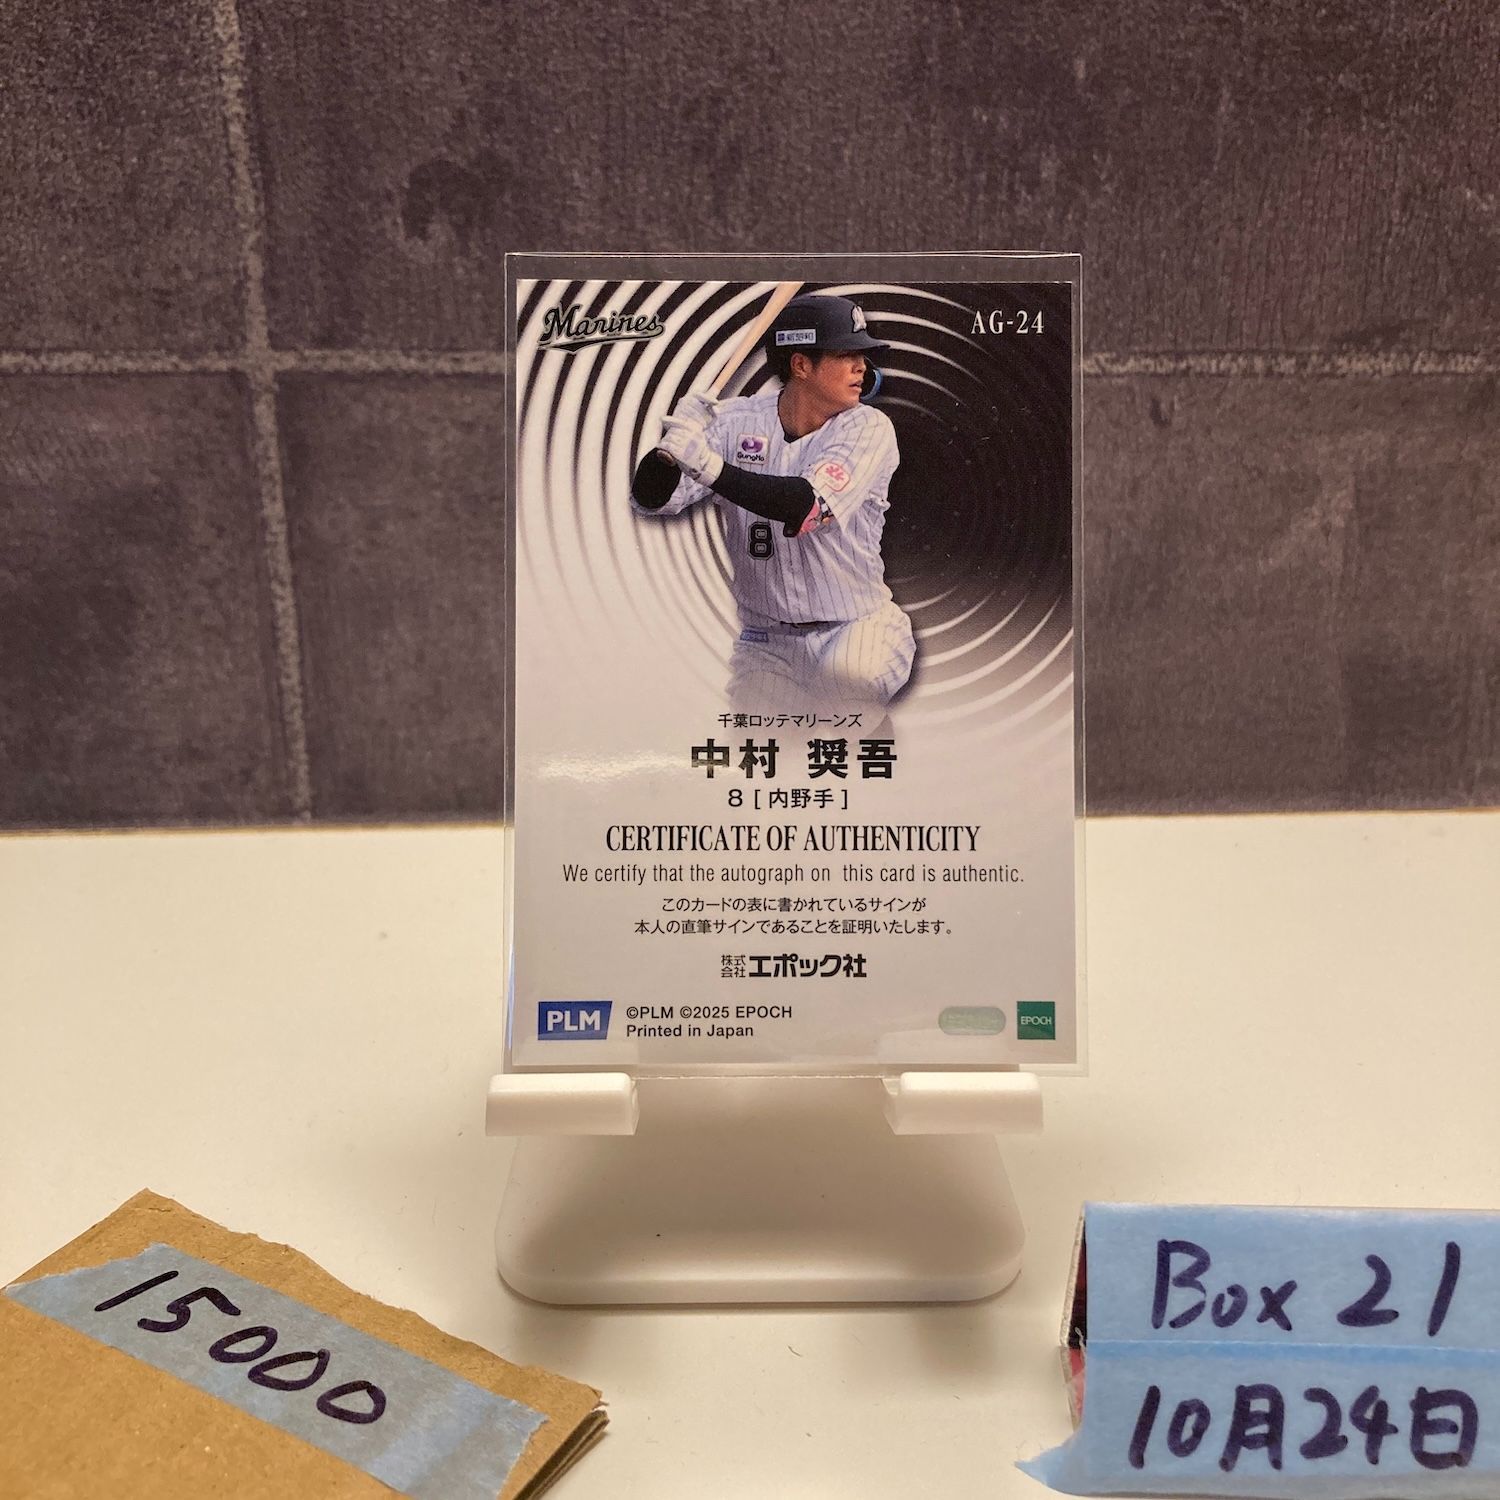 Marines
AG-24
新昭和
GungHo
8
千葉ロッテマリーンズ
中村 奨吾
8 [ 内野手 ]
CERTIFICATE OF AUTHENTICITY
We certify that the autograph on this card is authentic.
このカードの表に書かれているサインが
本人の直筆サインであることを証明いたします。
株式会社エポック社
PLM
©PLM ©2025 EPOCH
Printed in Japan
EPOCH
15000
Box 21
10月24日